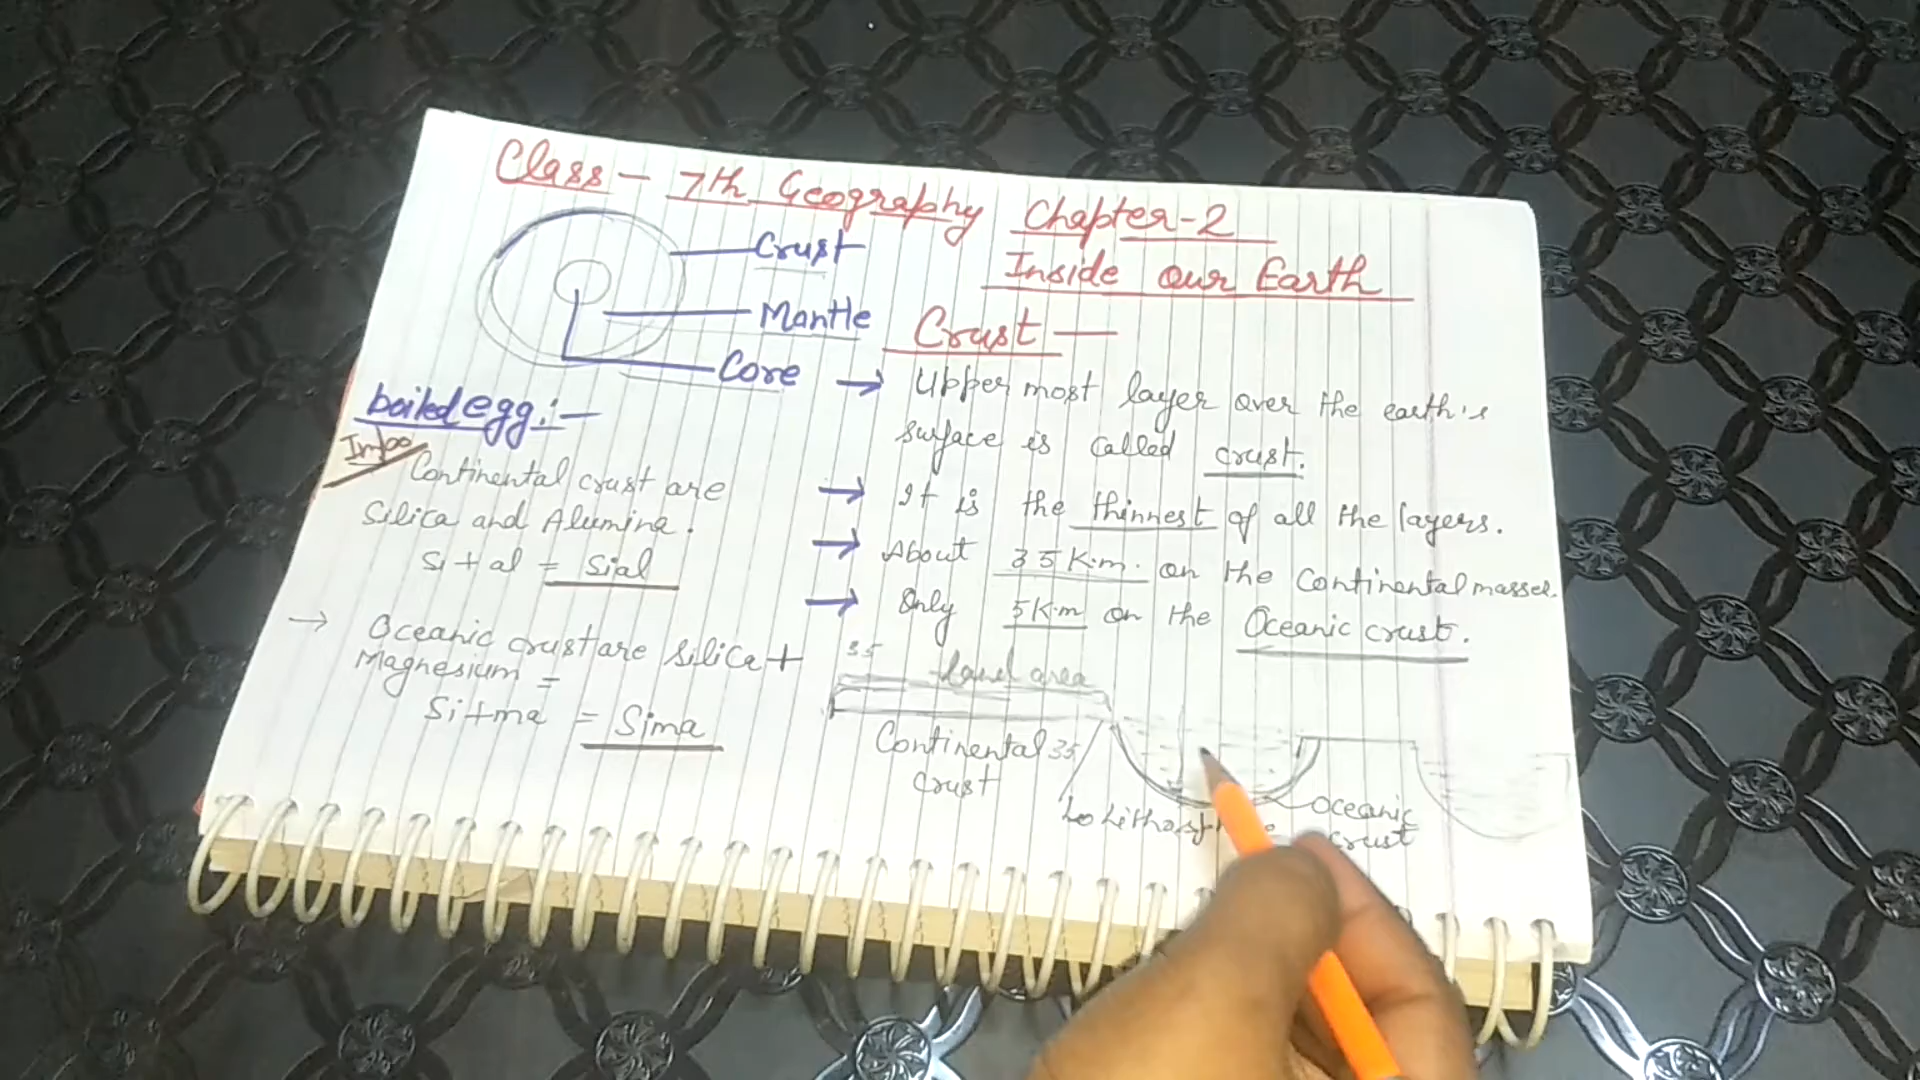 Class - 7th Geography Chapter-2
Inside our Earth
Crust
Mantle
Core
boiled egg:-
Impo
Continental crust are
Silica and Alumina.
Si + al = Sial
→ Oceanic crust are Silica +
Magnesium =
Si + ma = Sima
Crust —
→ Upper most layer over the earth's
surface is called crust.
→ It is the thinnest of all the layers.
→ About 35 K.m. on the Continental masses.
→ Only 5 K.m on the Oceanic crust.
35
land area
Continental 35
Crust
Oceanic
crust